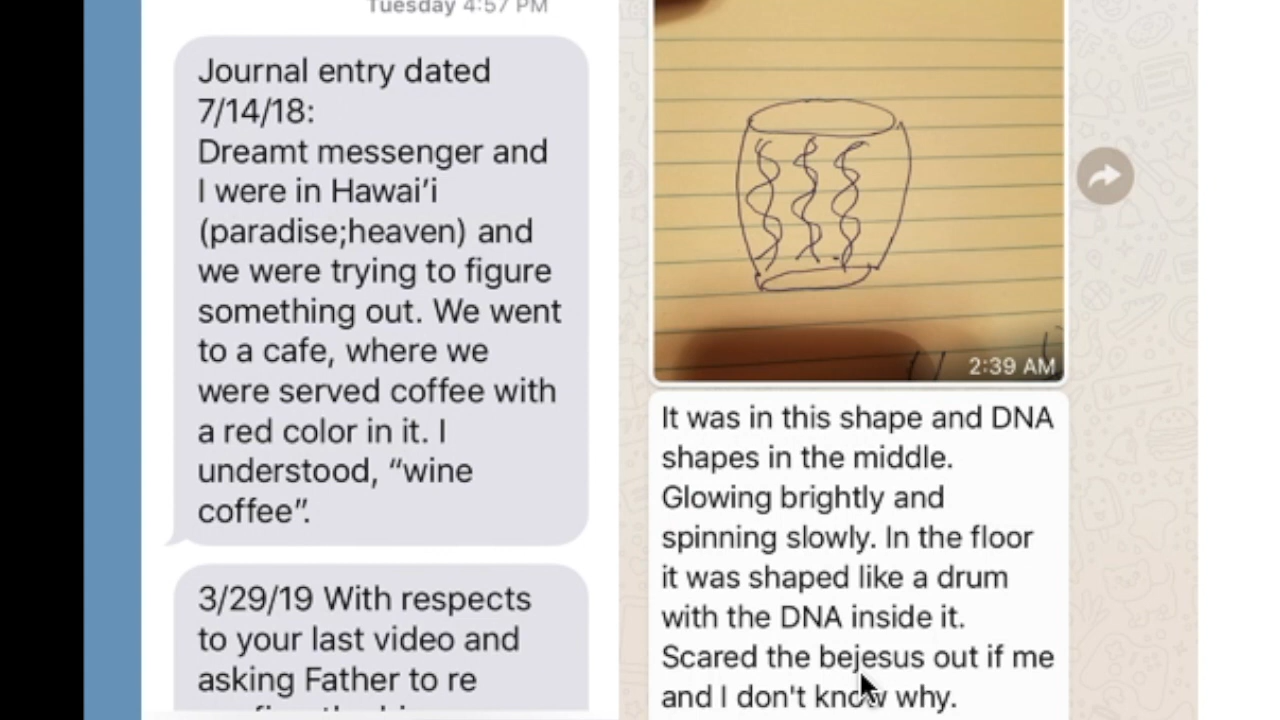 Tuesday 4:57 PM
Journal entry dated
7/14/18:
Dreamt messenger and
I were in Hawai’i
(paradise;heaven) and
we were trying to figure
something out. We went
to a cafe, where we
were served coffee with
a red color in it. I
understood, “wine
coffee”.
3/29/19 With respects
to your last video and
asking Father to re
2:39 AM
It was in this shape and DNA
shapes in the middle.
Glowing brightly and
spinning slowly. In the floor
it was shaped like a drum
with the DNA inside it.
Scared the bejesus out if me
and I don't know why.